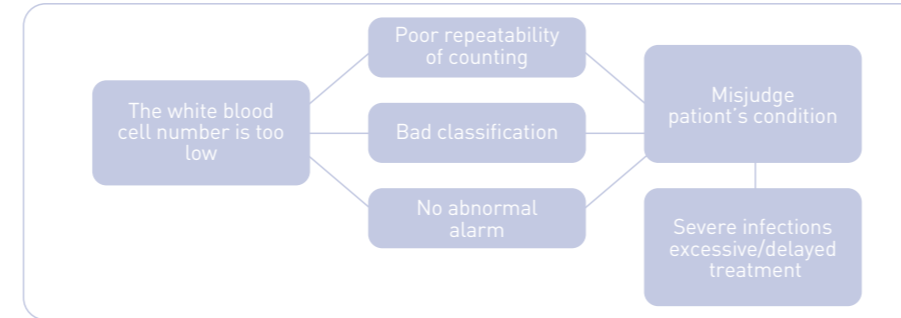 The white blood
cell number is too
low
Poor repeatability
of counting
Bad classification
No abnormal
alarm
Misjudge
pationt's condition
Severe infections
excessive/delayed
treatment